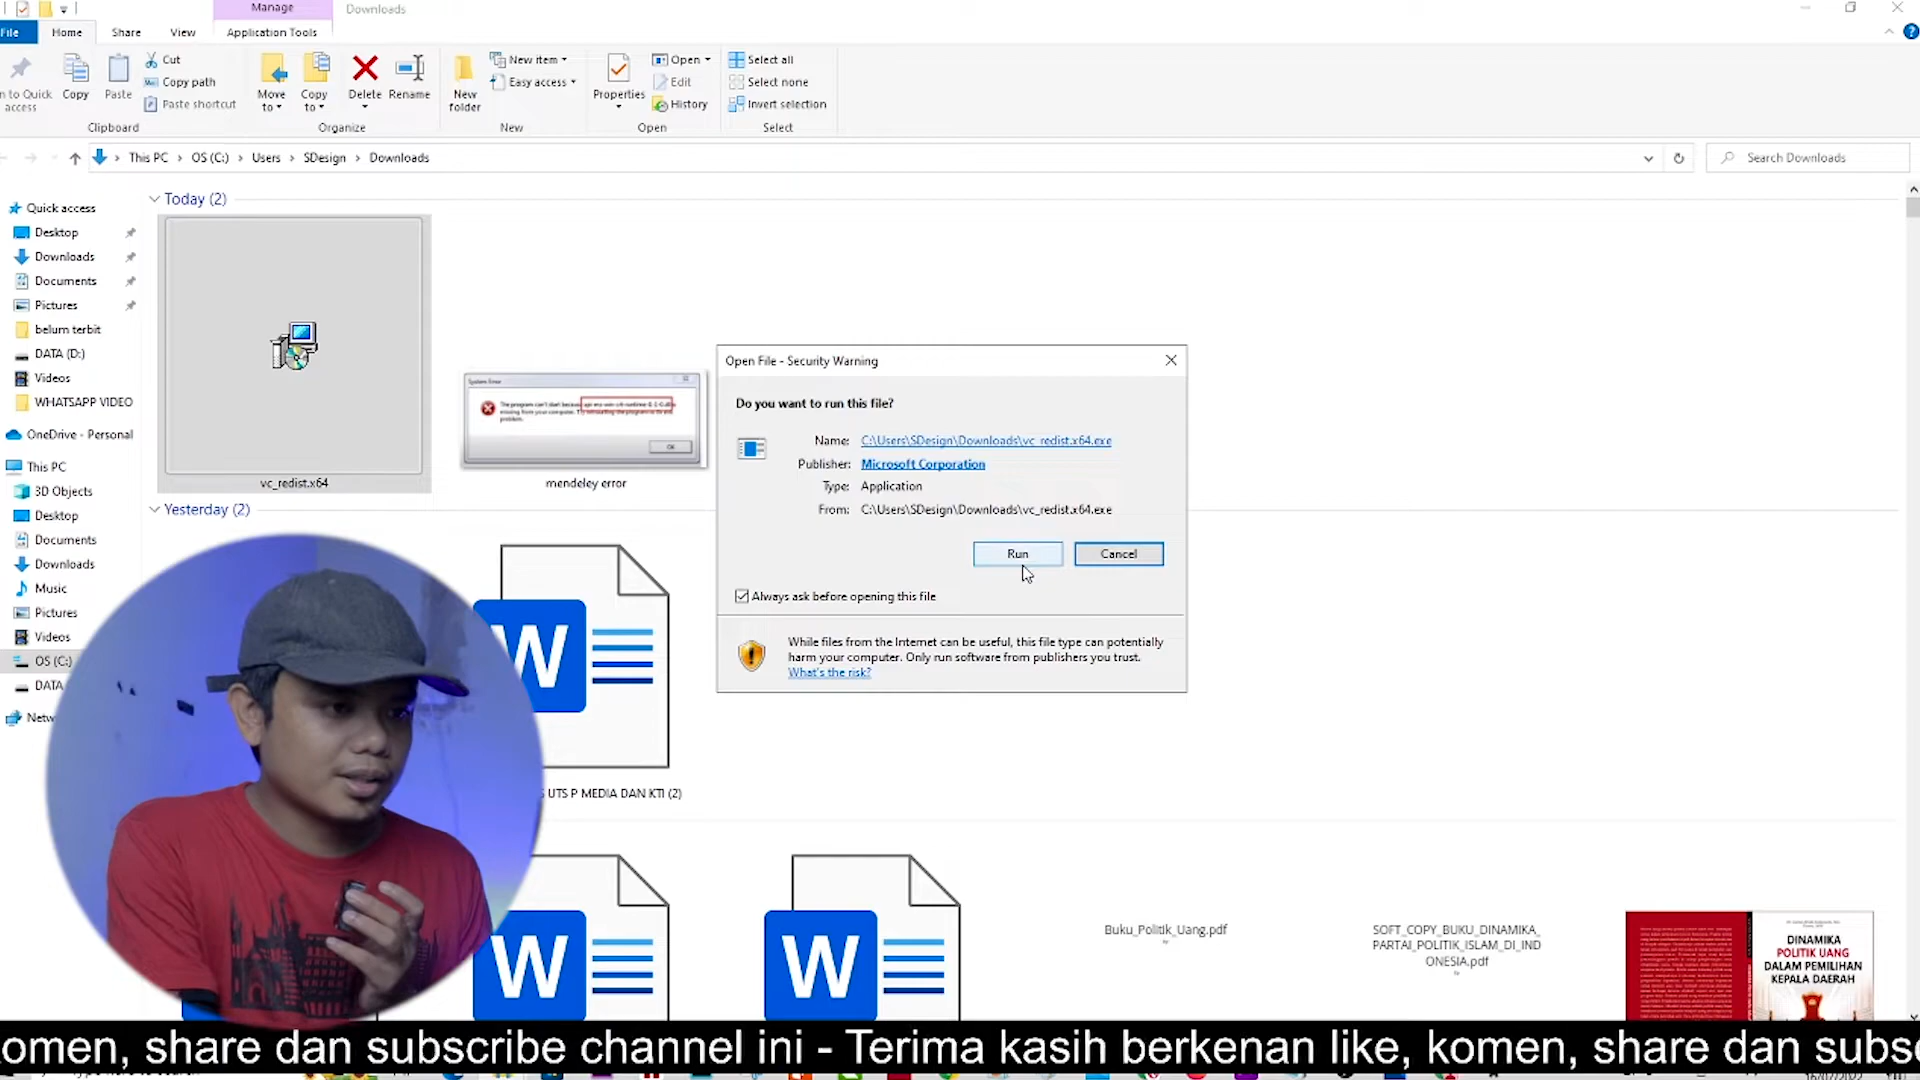 Manage
Downloads
File
Home
Share
View
Application Tools
Cut
Copy path
Paste shortcut
to Quick
access
Copy
Paste
Move
to
Copy
to
Delete
Rename
New item
Easy access
New
folder
Properties
Open
Edit
History
Select all
Select none
Invert selection
Clipboard
Organize
New
Open
Select
This PC > OS (C:) > Users > SDesign > Downloads
Search Downloads
Quick access
Desktop
Downloads
Documents
Pictures
belum terbit
DATA (D:)
Videos
WHATSAPP VIDEO
OneDrive - Personal
This PC
3D Objects
Desktop
Documents
Downloads
Music
Pictures
Videos
OS (C:)
DATA
Netw
Today (2)
System Error
OK
vc_redist.x64
mendeley error
Yesterday (2)
Open File - Security Warning
Do you want to run this file?
Name: C:\Users\SDesign\Downloads\vc_redist.x64.exe
Publisher: Microsoft Corporation
Type: Application
From: C:\Users\SDesign\Downloads\vc_redist.x64.exe
Run
Cancel
Always ask before opening this file
While files from the Internet can be useful, this file type can potentially
harm your computer. Only run software from publishers you trust.
What's the risk?
W
UTS P MEDIA DAN KTI (2)
W
W
Buku_Politik_Uang.pdf
SOFT_COPY_BUKU_DINAMIKA_
PARTAI_POLITIK_ISLAM_DI_IND
ONESIA.pdf
DINAMIKA
POLITIK UANG
DALAM PEMILIHAN
KEPALA DAERAH
omen, share dan subscribe channel ini - Terima kasih berkenan like, komen, share dan subsc